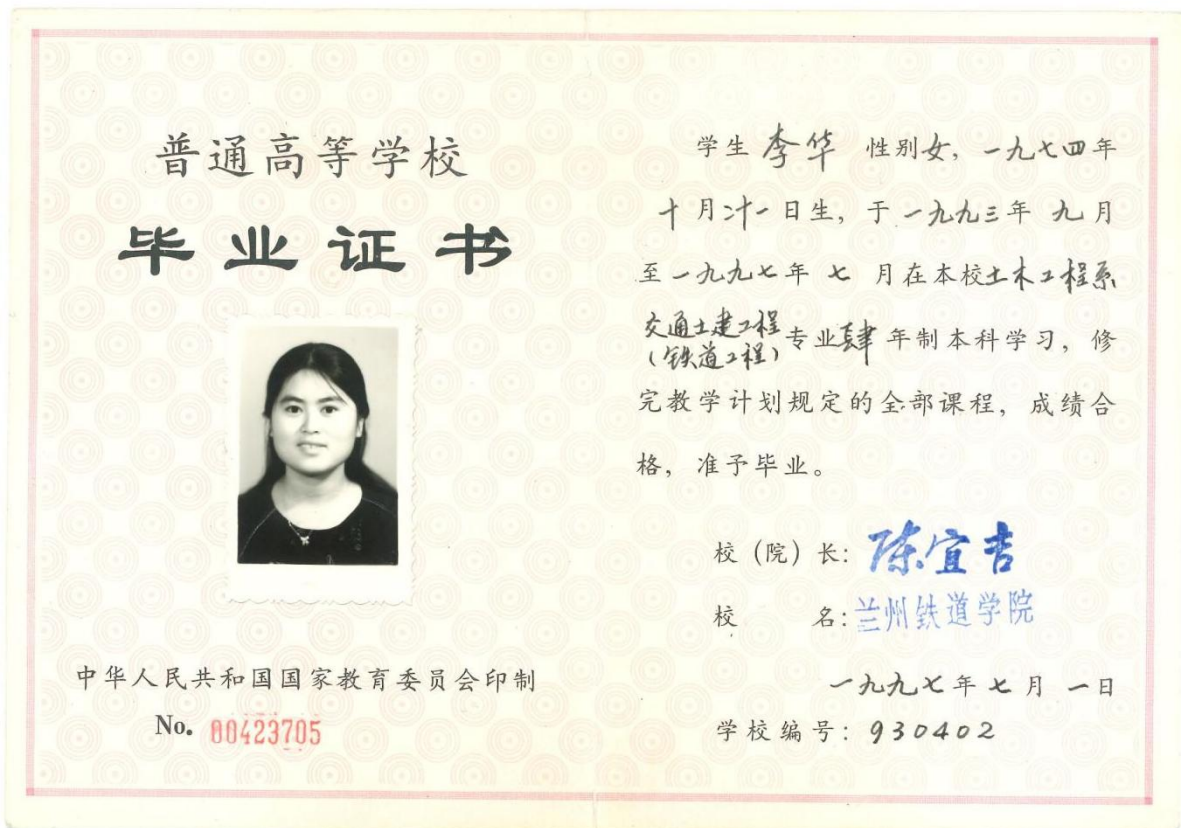 普通高等学校
毕业证书
中华人民共和国国家教育委员会印制
No. 00423705
学生 李华 性别女，一九七四年
十月廿一日生，于一九九三年 九月
至一九九七年 七 月在本校土木工程系
交通土建工程
（铁道工程）专业肆年制本科学习，修
完教学计划规定的全部课程，成绩合
格，准予毕业。
校（院）长：陈宜吉
校 名：兰州铁道学院
一九九七年七月一日
学校编号：930402